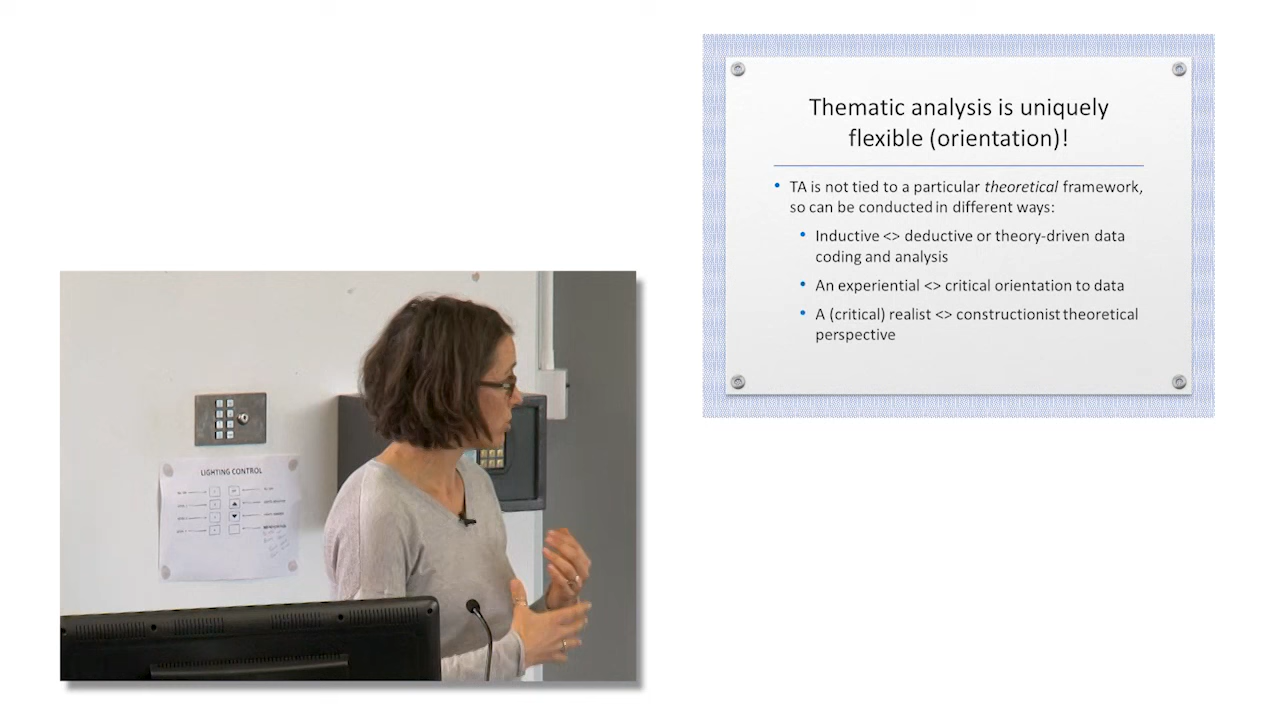 Thematic analysis is uniquely
flexible (orientation)!
• TA is not tied to a particular theoretical framework,
so can be conducted in different ways:
• Inductive <> deductive or theory-driven data
coding and analysis
• An experiential <> critical orientation to data
• A (critical) realist <> constructionist theoretical
perspective
LIGHTING CONTROL